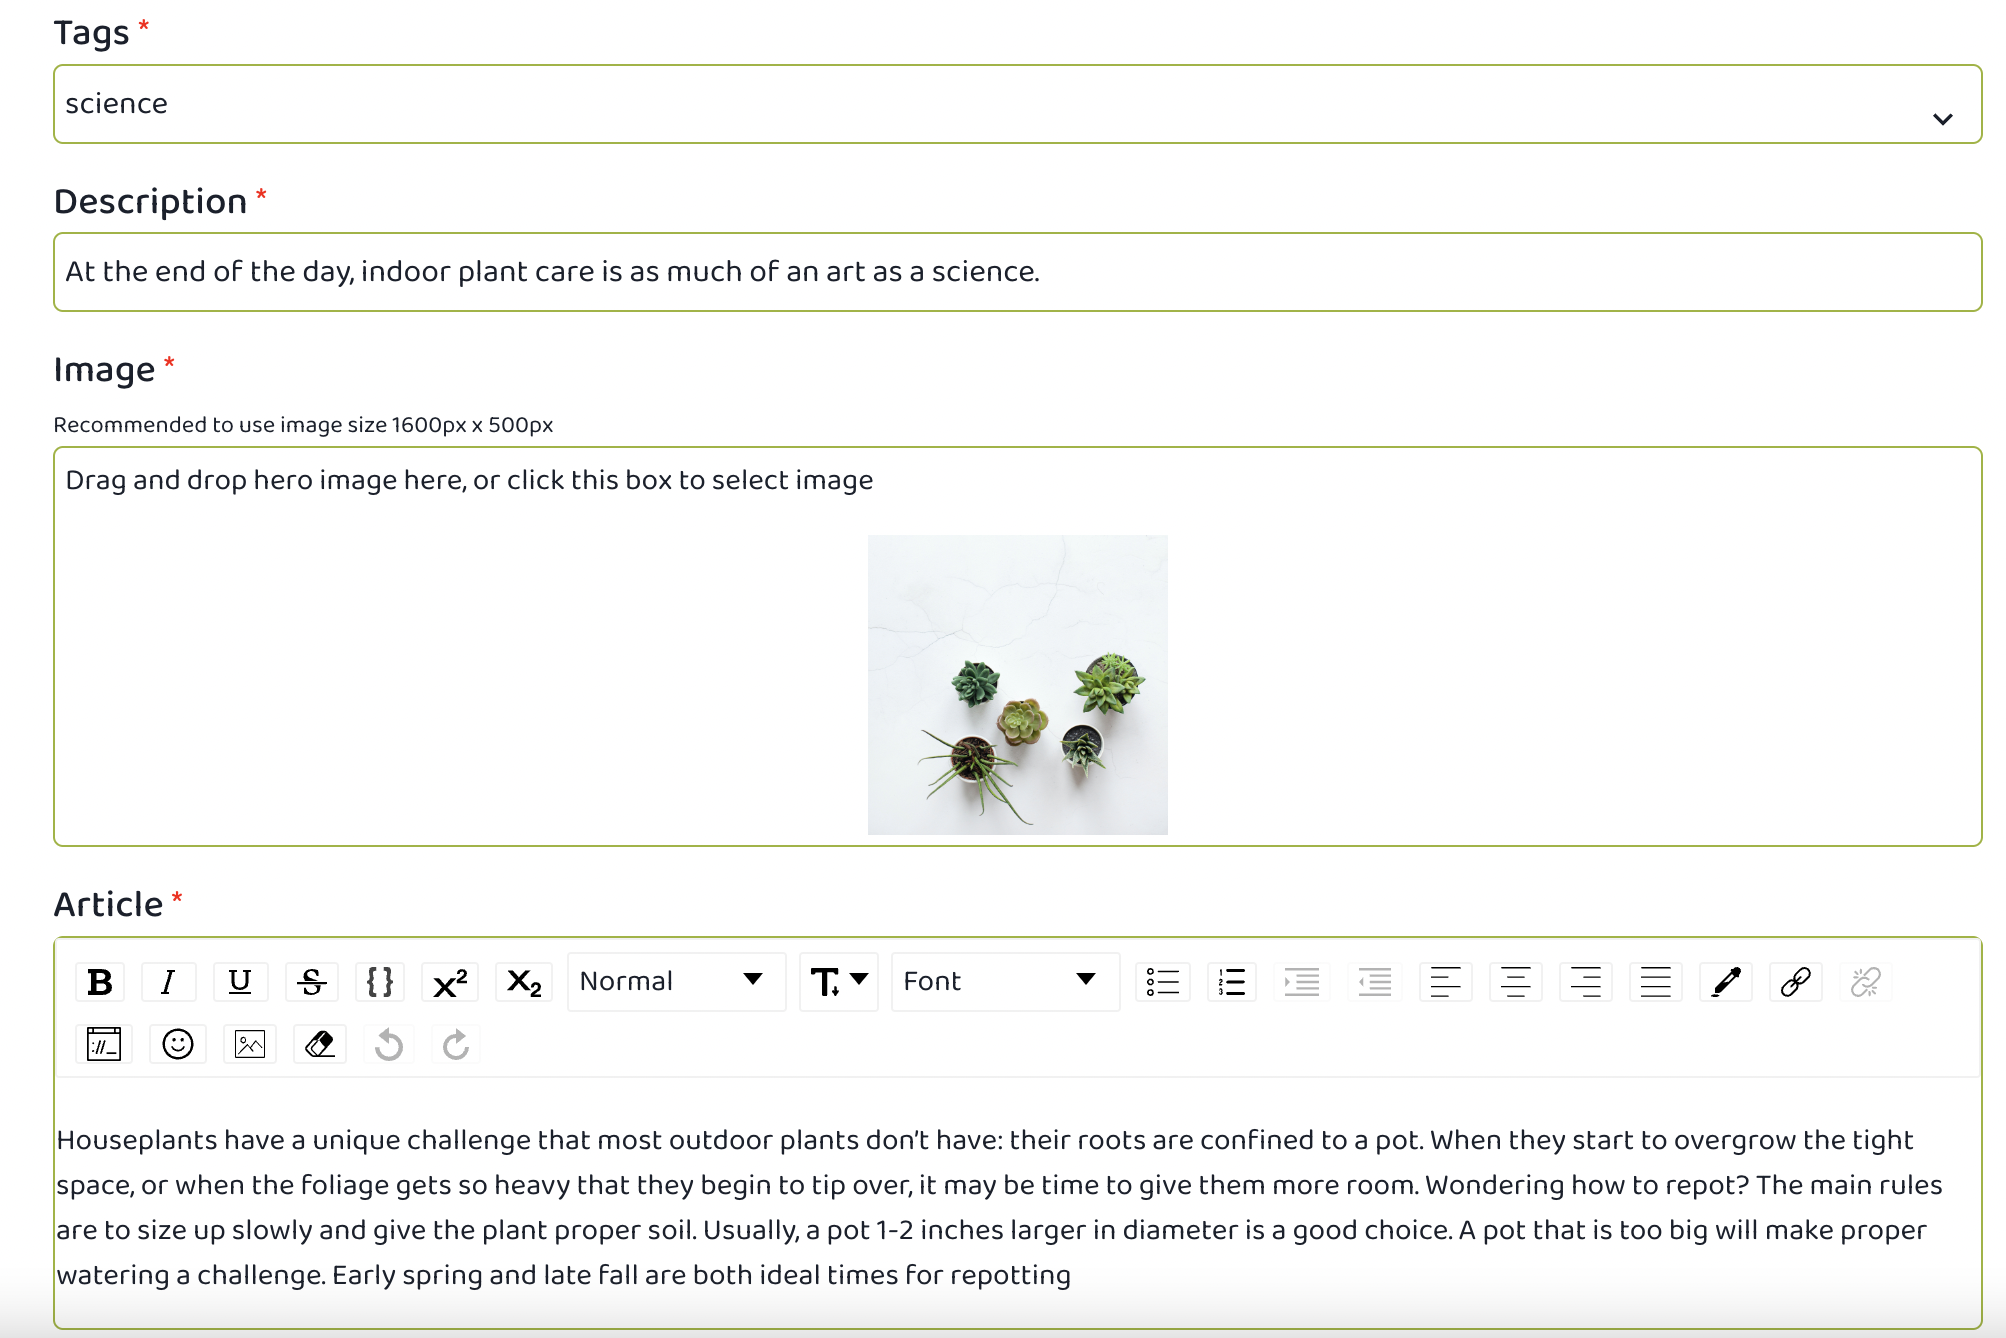 Tags *
science
Description *
At the end of the day, indoor plant care is as much of an art as a science.
Image *
Recommended to use image size 1600px x 500px
Drag and drop hero image here, or click this box to select image
Article *
B I U S {} x² X₂ Normal T Font
Houseplants have a unique challenge that most outdoor plants don't have: their roots are confined to a pot. When they start to overgrow the tight
space, or when the foliage gets so heavy that they begin to tip over, it may be time to give them more room. Wondering how to repot? The main rules
are to size up slowly and give the plant proper soil. Usually, a pot 1-2 inches larger in diameter is a good choice. A pot that is too big will make proper
watering a challenge. Early spring and late fall are both ideal times for repotting